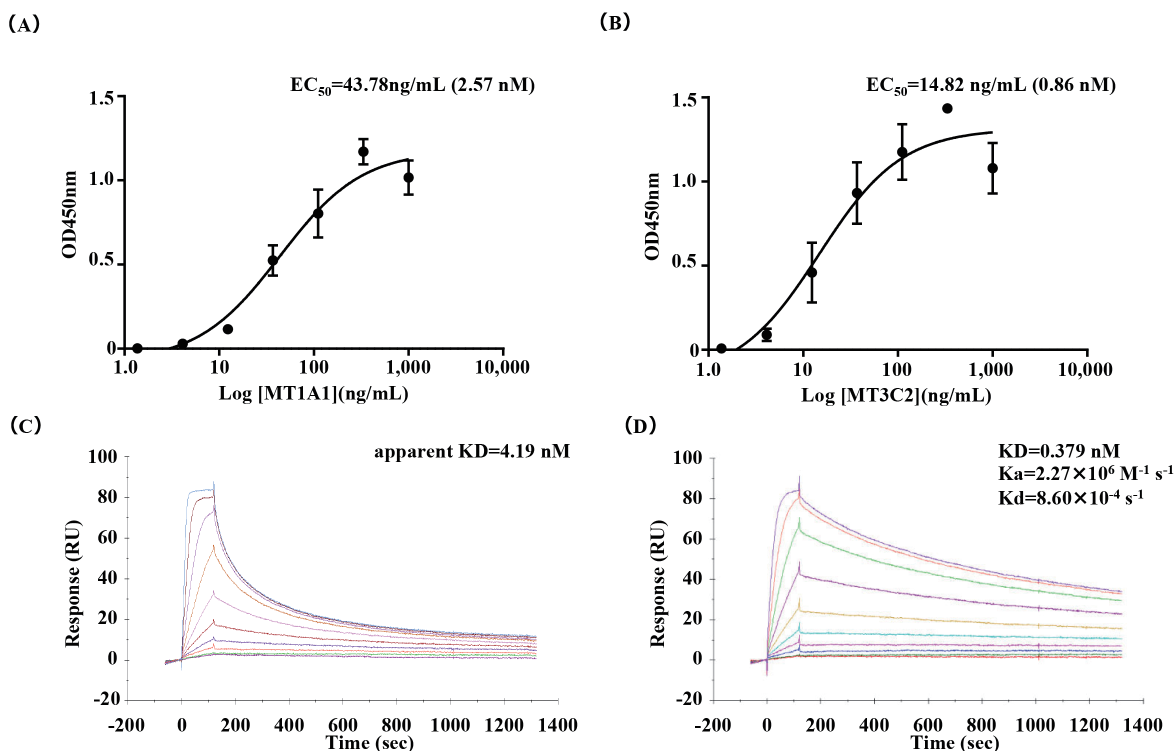 (A)
EC50=43.78ng/mL (2.57 nM)
1.5
1.0
0.5
0
OD450nm
1.0 10 100 1,000 10,000
Log [MT1A1](ng/mL)
(B)
EC50=14.82 ng/mL (0.86 nM)
1.5
1.0
0.5
0
OD450nm
1.0 10 100 1,000 10,000
Log [MT3C2](ng/mL)
(C)
apparent KD=4.19 nM
100
80
60
40
20
0
-20
Response (RU)
-200 0 200 400 600 800 1000 1200 1400
Time (sec)
(D)
KD=0.379 nM
Ka=2.27×10⁶ M⁻¹ s⁻¹
Kd=8.60×10⁻⁴ s⁻¹
100
80
60
40
20
0
-20
Response (RU)
-200 0 200 400 600 800 1000 1200 1400
Time (sec)